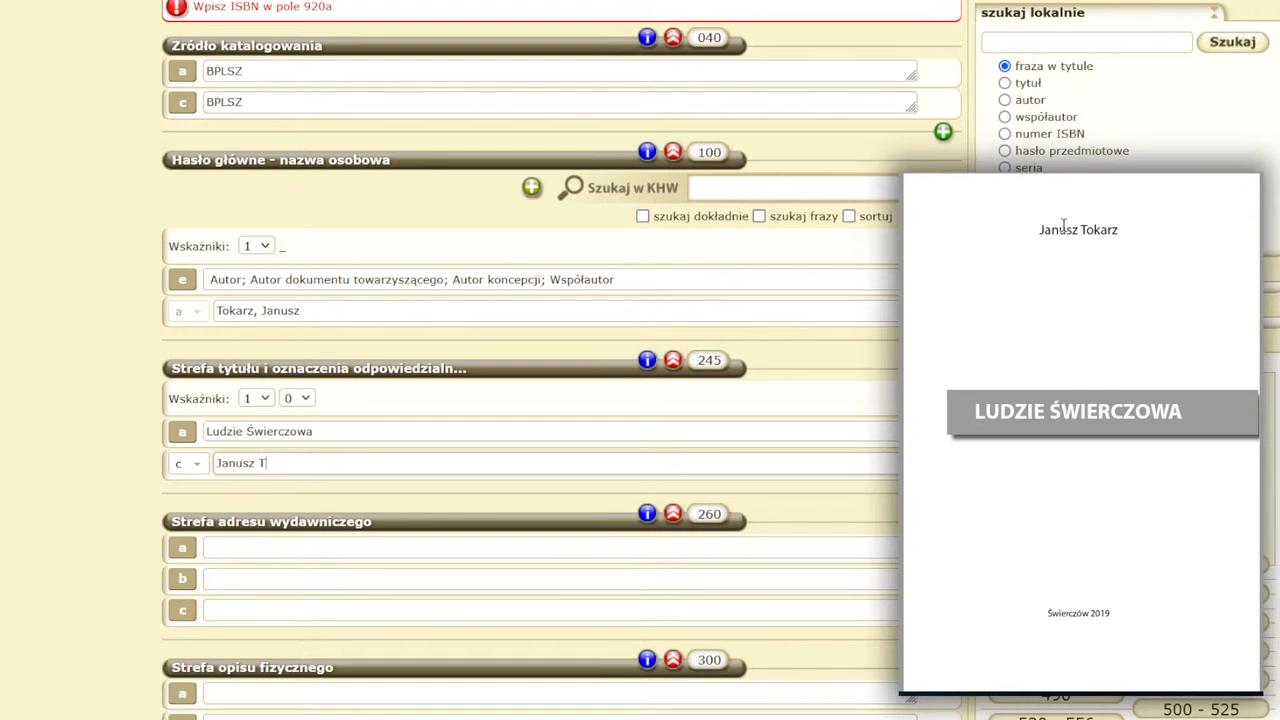 Wpisz ISBN w pole 920a
Zródło katalogowania
i
040
a
BPLSZ
c
BPLSZ
Hasło główne - nazwa osobowa
i
100
Szukaj w KHW
szukaj dokładnie
szukaj frazy
sortuj
Wskaźniki:
1
_
e
Autor; Autor dokumentu towarzyszącego; Autor koncepcji; Współautor
a
Tokarz, Janusz
Strefa tytułu i oznaczenia odpowiedzialn...
i
245
Wskaźniki:
1
0
a
Ludzie Świerczowa
c
Janusz T
Strefa adresu wydawniczego
i
260
a
b
c
Strefa opisu fizycznego
i
300
a
szukaj lokalnie
Szukaj
fraza w tytule
tytuł
autor
współautor
numer ISBN
hasło przedmiotowe
seria
Janusz Tokarz
LUDZIE ŚWIERCZOWA
Świerczów 2019
500 - 525